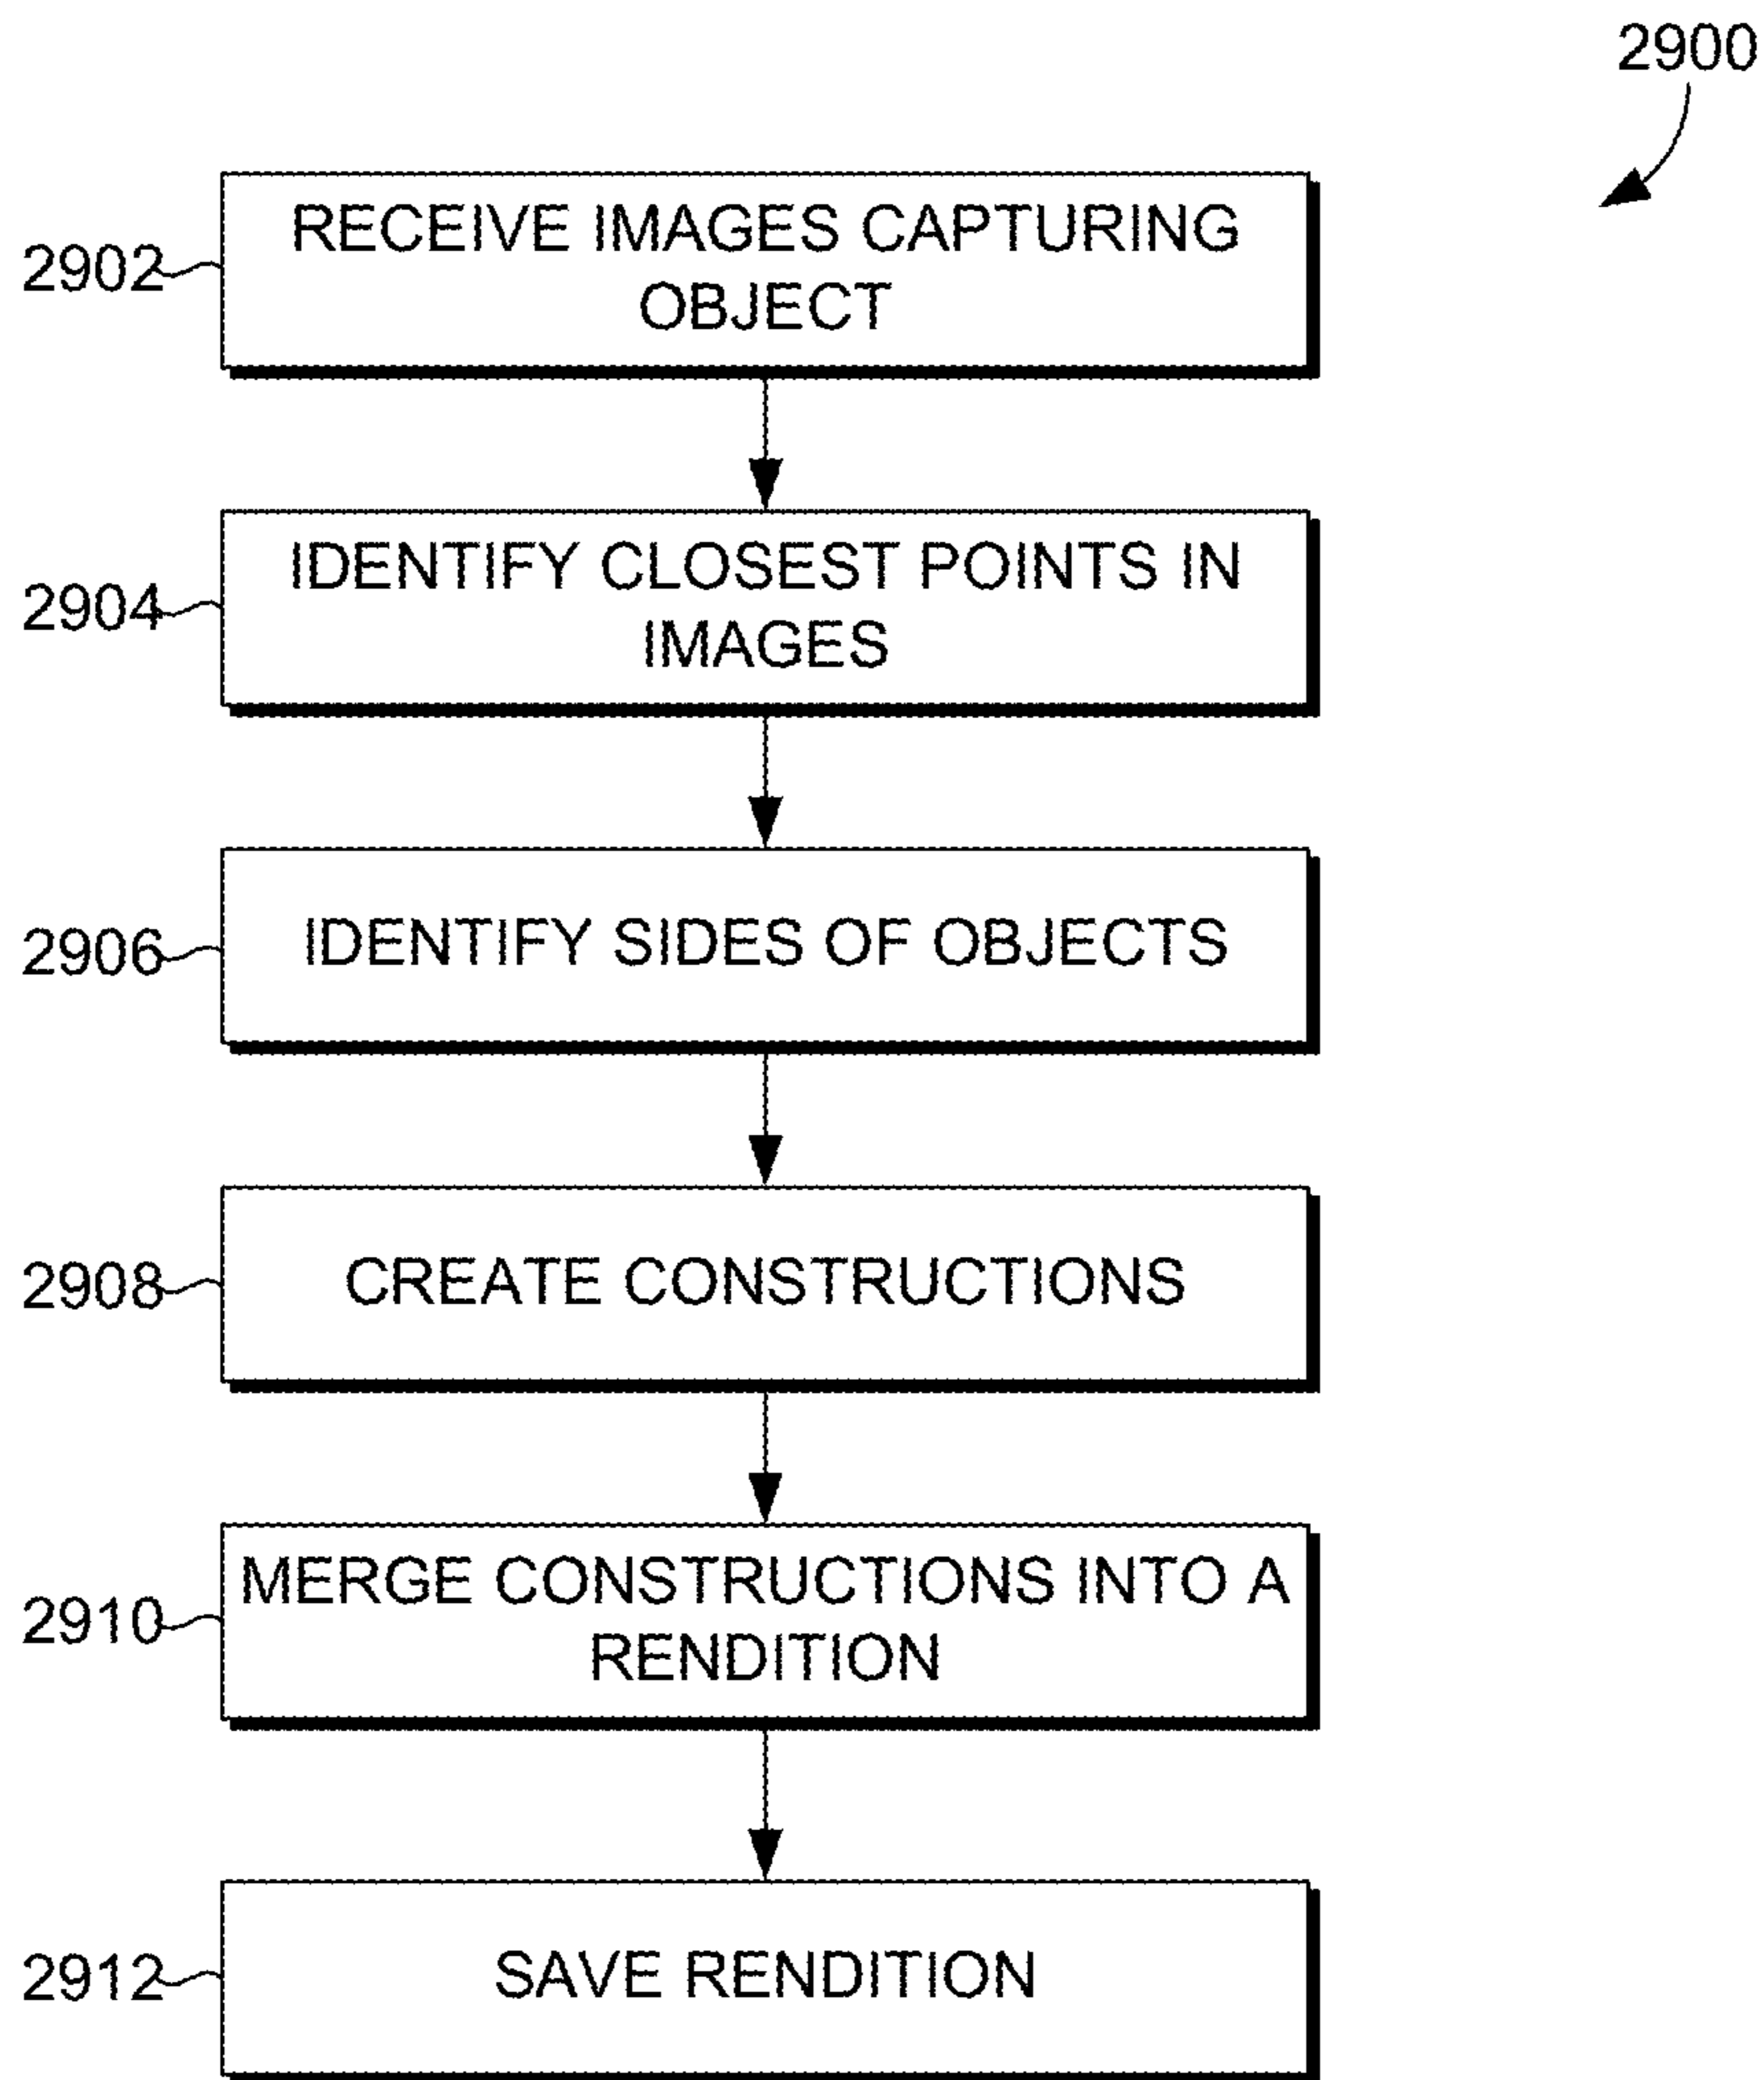 2900
2902
RECEIVE IMAGES CAPTURING
OBJECT
2904
IDENTIFY CLOSEST POINTS IN
IMAGES
2906
IDENTIFY SIDES OF OBJECTS
2908
CREATE CONSTRUCTIONS
2910
MERGE CONSTRUCTIONS INTO A
RENDITION
2912
SAVE RENDITION